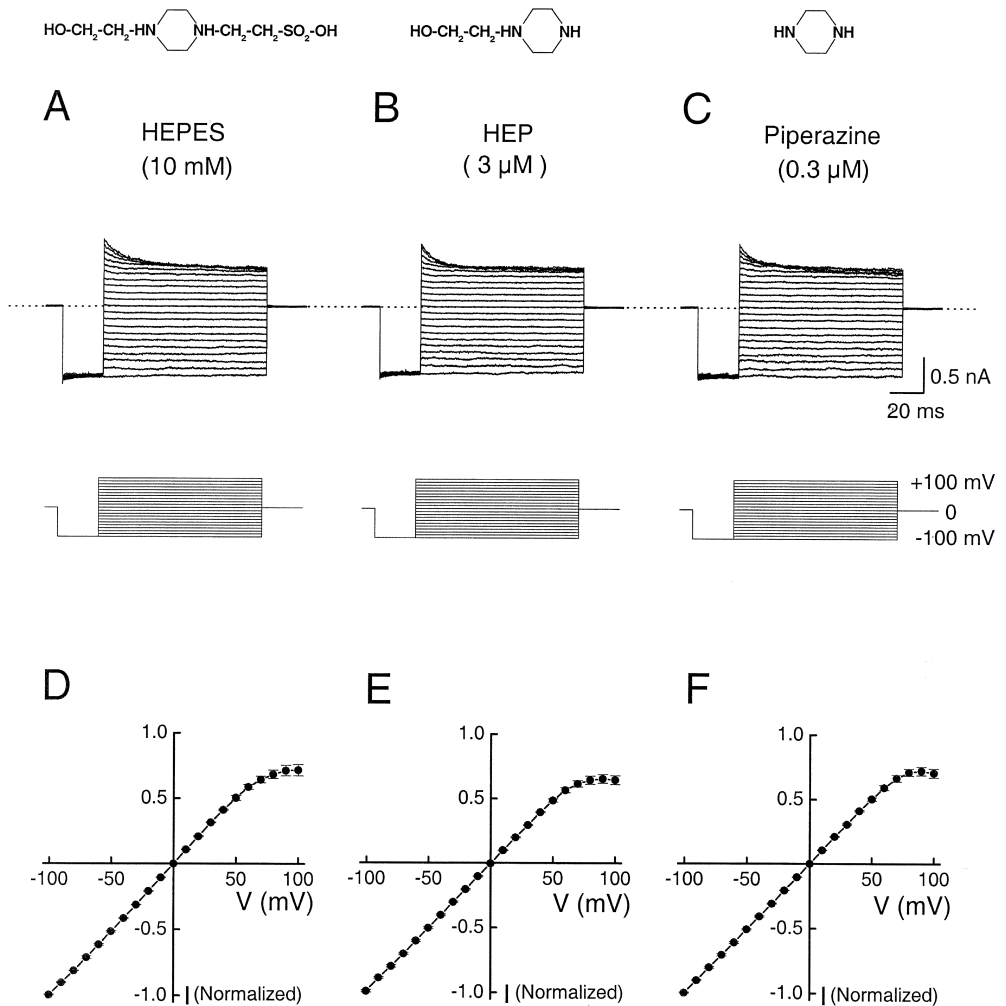 HO-CH2-CH2-HN NH-CH2-CH2-SO2-OH
HO-CH2-CH2-HN NH
HN NH
A
HEPES
(10 mM)
B
HEP
( 3 µM )
C
Piperazine
(0.3 µM)
0.5 nA
20 ms
+100 mV
0
-100 mV
D
1.0
0.5
-100 -50 50 100
V (mV)
-0.5
-1.0
I (Normalized)
E
1.0
0.5
-100 -50 50 100
V (mV)
-0.5
-1.0
I (Normalized)
F
1.0
0.5
-100 -50 50 100
V (mV)
-0.5
-1.0
I (Normalized)